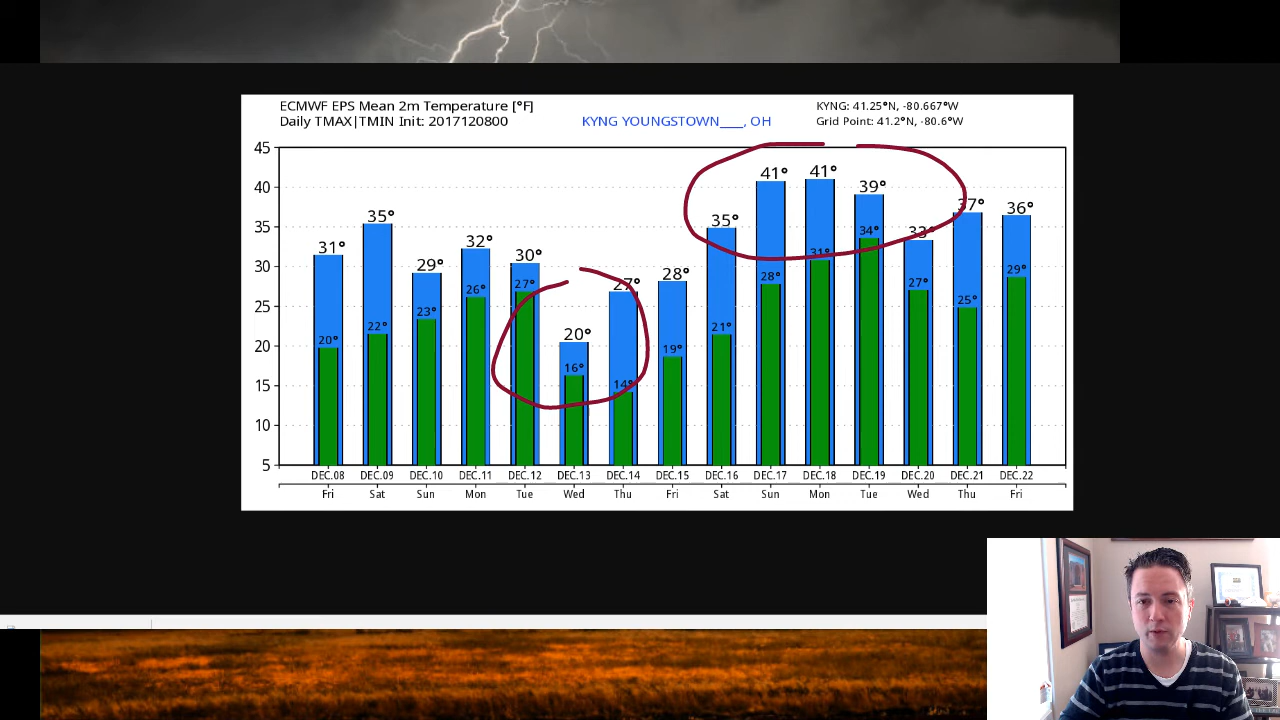 ECMWF EPS Mean 2m Temperature [°F]
Daily TMAX|TMIN Init: 2017120800
KYNG YOUNGSTOWN____, OH
KYNG: 41.25°N, -80.667°W
Grid Point: 41.2°N, -80.6°W
45
40
35
30
25
20
15
10
5
31° 35° 29° 32° 30° 20° 27° 28° 35° 41° 41° 39° 33° 37° 36°
20° 22° 23° 26° 27° 16° 14° 19° 21° 28° 31° 34° 27° 25° 29°
DEC.08 DEC.09 DEC.10 DEC.11 DEC.12 DEC.13 DEC.14 DEC.15 DEC.16 DEC.17 DEC.18 DEC.19 DEC.20 DEC.21 DEC.22
Fri Sat Sun Mon Tue Wed Thu Fri Sat Sun Mon Tue Wed Thu Fri